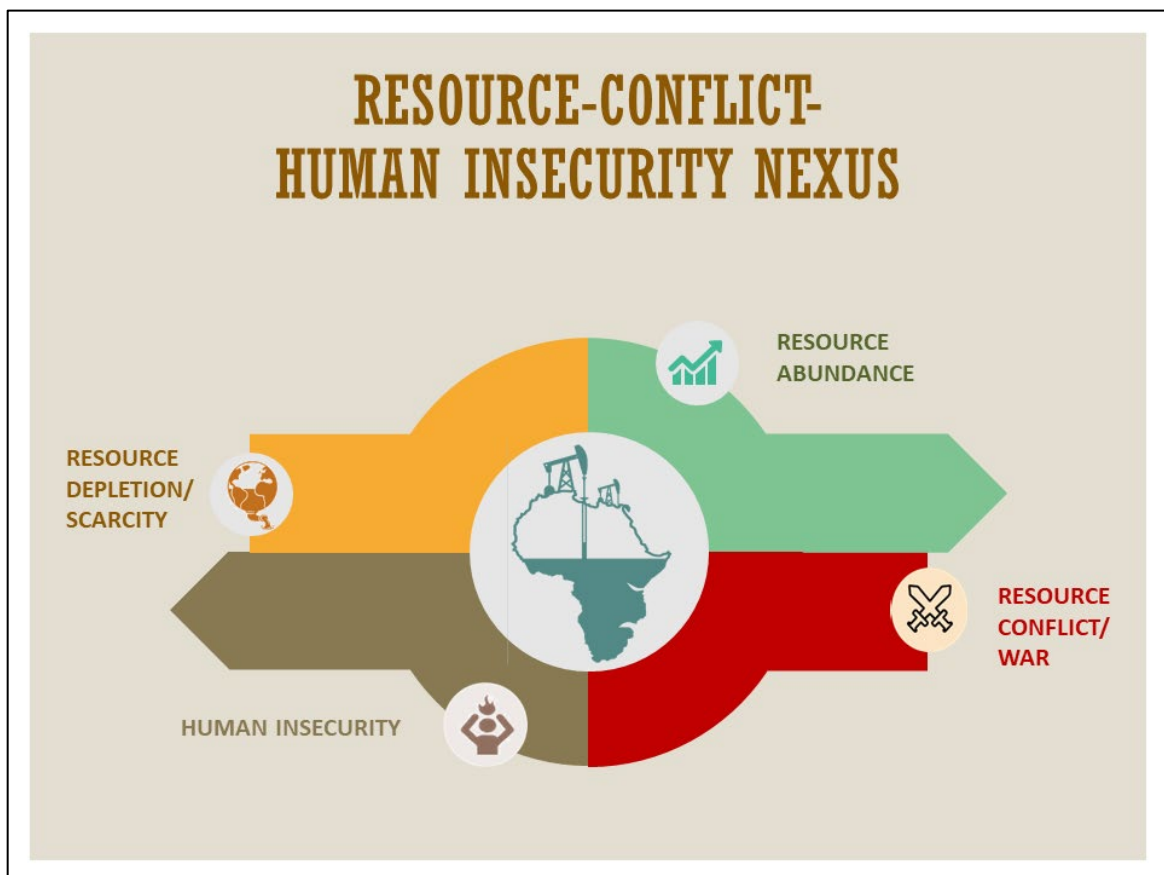 RESOURCE-CONFLICT-
HUMAN INSECURITY NEXUS
RESOURCE
ABUNDANCE
RESOURCE
DEPLETION/
SCARCITY
RESOURCE
CONFLICT/
WAR
HUMAN INSECURITY